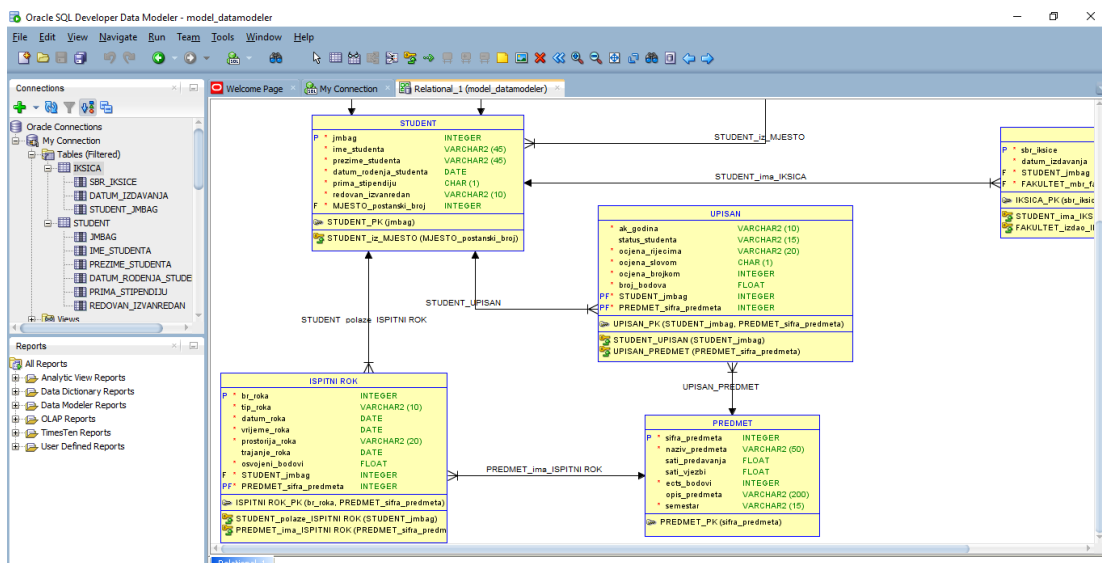 Oracle SQL Developer Data Modeler - model_datamodeler
File Edit View Navigate Run Team Tools Window Help
Connections
Oracle Connections
My Connection
Tables (Filtered)
IKSICA
SBR_IKSICE
DATUM_IZDAVANJA
STUDENT_JMBAG
STUDENT
JMBAG
IME_STUDENTA
PREZIME_STUDENTA
DATUM_RODENJA_STUDE
PRIMA_STIPENDIJU
REDOVAN_IZVANREDAN
Views
Reports
All Reports
Analytic View Reports
Data Dictionary Reports
Data Modeler Reports
OLAP Reports
TimesTen Reports
User Defined Reports
Welcome Page My Connection Relational_1 (model_datamodeler)
STUDENT
P * jmbag INTEGER
* ime_studenta VARCHAR2 (45)
* prezime_studenta VARCHAR2 (45)
* datum_rodenja_studenta DATE
* prima_stipendiju CHAR (1)
* redovan_izvanredan VARCHAR2 (10)
F * MJESTO_postanski_broj INTEGER
STUDENT_PK (jmbag)
STUDENT_iz_MJESTO (MJESTO_postanski_broj)
STUDENT_iz_MJESTO
STUDENT_ima_IKSICA
P * sbr_iksice
* datum_izdavanja
F * STUDENT_jmbag
F * FAKULTET_mbr_fa
IKSICA_PK (sbr_iksic
STUDENT_ima_IKS
FAKULTET_izdao_I
UPISAN
* ak_godina VARCHAR2 (10)
status_studenta VARCHAR2 (15)
* ocjena_rijecima VARCHAR2 (20)
* ocjena_slovom CHAR (1)
* ocjena_brojkom INTEGER
* broj_bodova FLOAT
PF* STUDENT_jmbag INTEGER
PF* PREDMET_sifra_predmeta INTEGER
UPISAN_PK (STUDENT_jmbag, PREDMET_sifra_predmeta)
STUDENT_UPISAN (STUDENT_jmbag)
UPISAN_PREDMET (PREDMET_sifra_predmeta)
STUDENT_UPISAN
STUDENT_polaze_ISPITNI ROK
UPISAN_PREDMET
ISPITNI ROK
P * br_roka INTEGER
* tip_roka VARCHAR2 (10)
* datum_roka DATE
* vrijeme_roka DATE
* prostorija_roka VARCHAR2 (20)
trajanje_roka DATE
* osvojeni_bodovi FLOAT
F * STUDENT_jmbag INTEGER
PF* PREDMET_sifra_predmeta INTEGER
ISPITNI ROK_PK (br_roka, PREDMET_sifra_predmeta)
STUDENT_polaze_ISPITNI ROK (STUDENT_jmbag)
PREDMET_ima_ISPITNI ROK (PREDMET_sifra_predm
PREDMET_ima_ISPITNI ROK
PREDMET
P * sifra_predmeta INTEGER
* naziv_predmeta VARCHAR2 (50)
sati_predavanja FLOAT
sati_vjezbi FLOAT
* ects_bodovi INTEGER
opis_predmeta VARCHAR2 (200)
* semestar VARCHAR2 (15)
PREDMET_PK (sifra_predmeta)